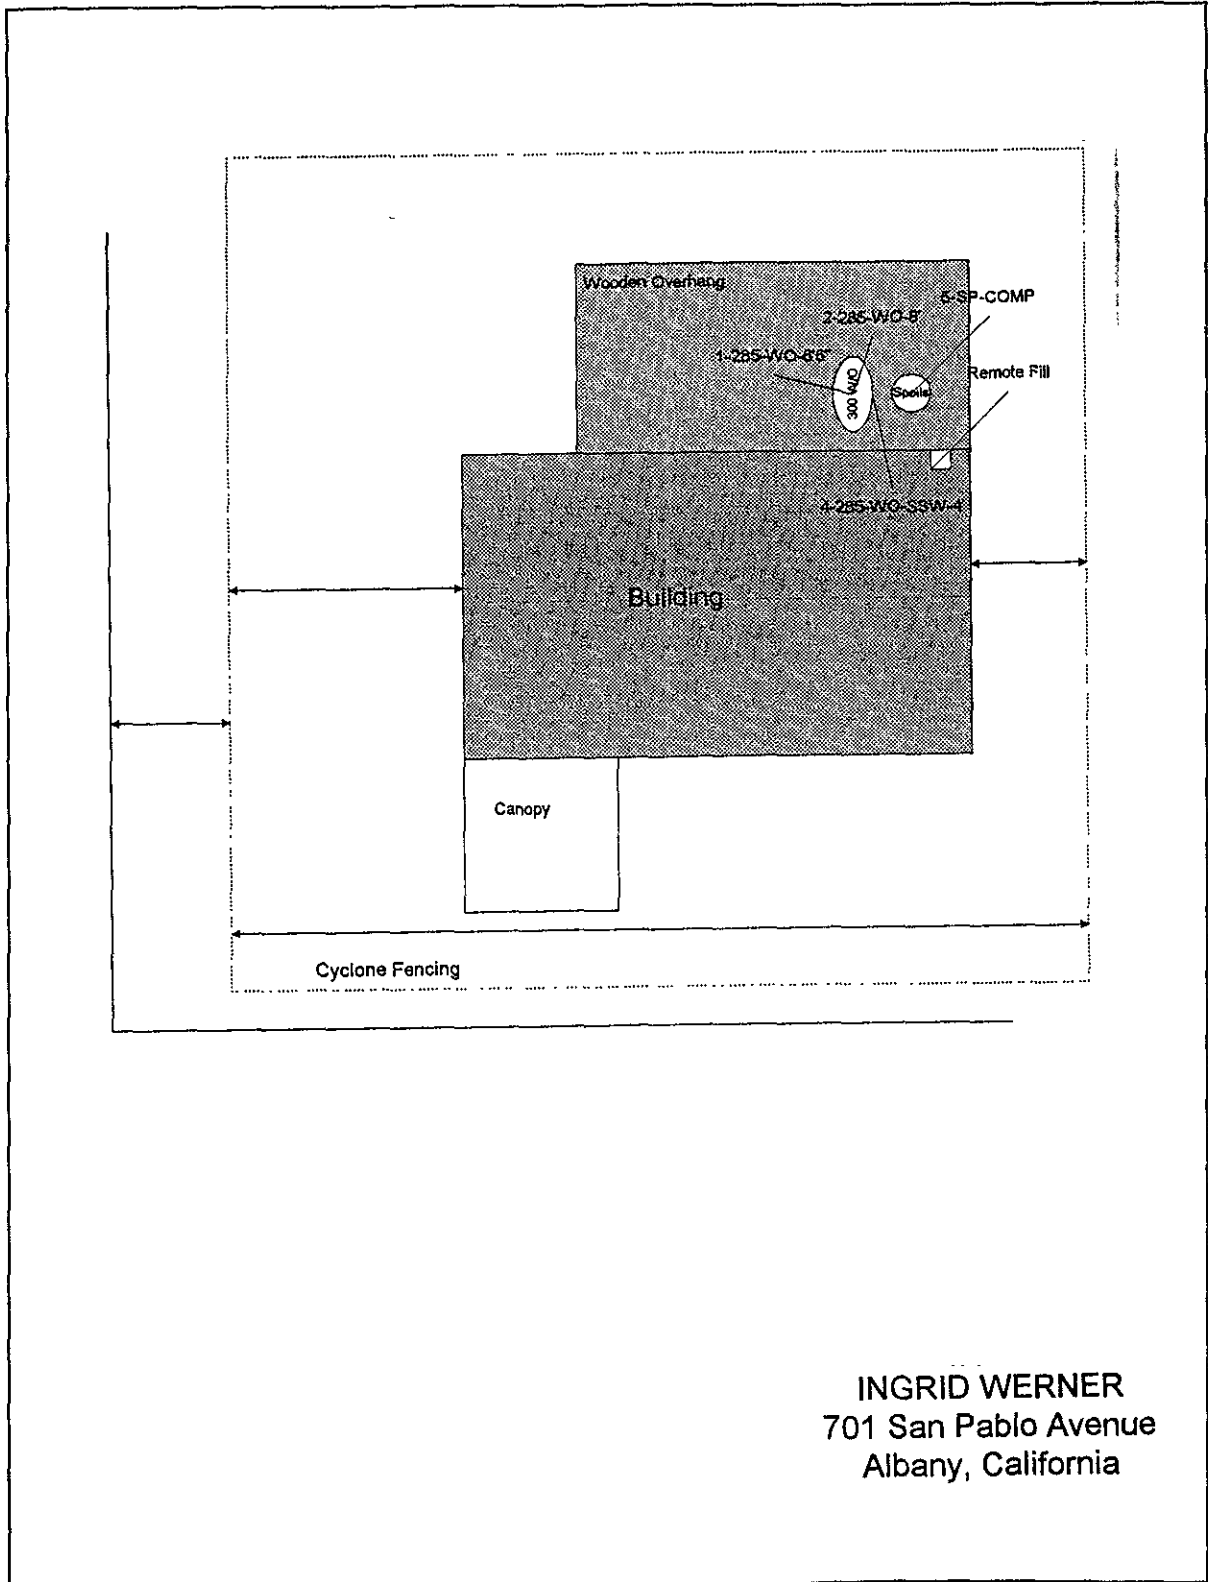 Wooden Overhang
5-SP-COMP
2-285-WO-8'
1-285-WO-8'6"
Remote Fill
300 W/O
Spoils
4-285-WO-SSW-4
Building
Canopy
Cyclone Fencing
INGRID WERNER
701 San Pablo Avenue
Albany, California